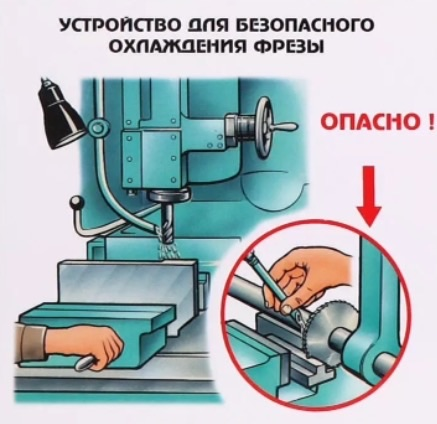 УСТРОЙСТВО ДЛЯ БЕЗОПАСНОГО
ОХЛАЖДЕНИЯ ФРЕЗЫ
ОПАСНО !